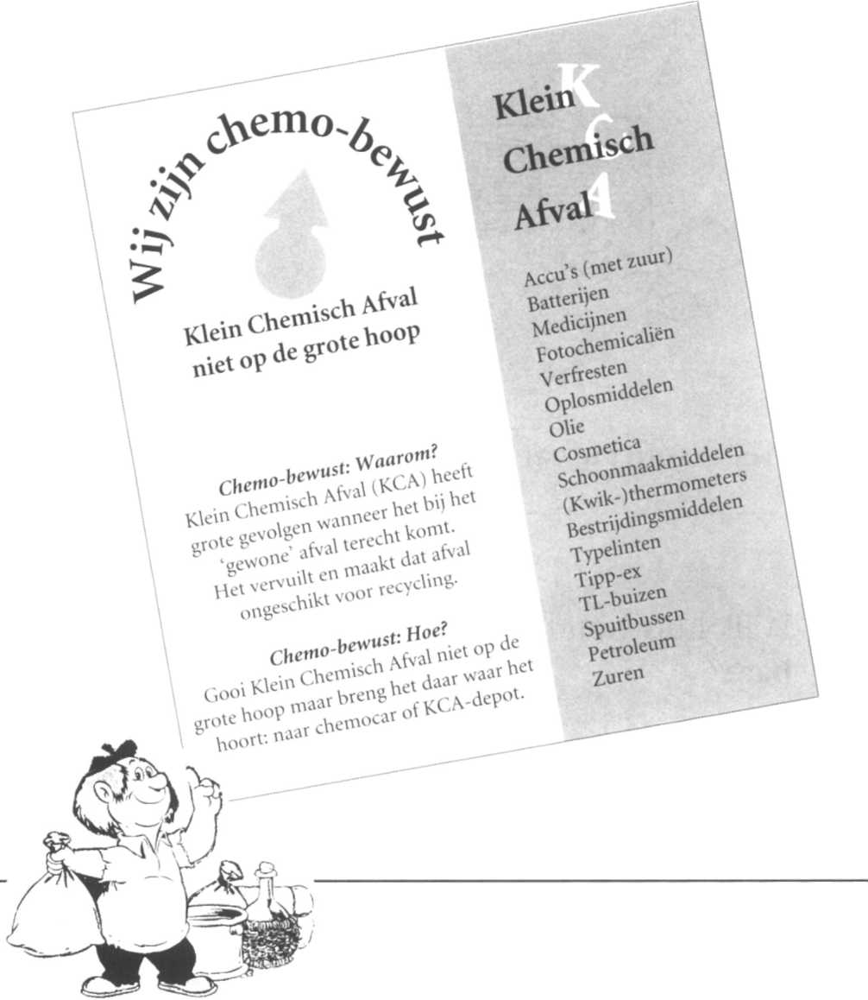 Wij zijn chemo-bewust
Klein Chemisch Afval
niet op de grote hoop
Chemo-bewust: Waarom?
Klein Chemisch Afval (KCA) heeft
grote gevolgen wanneer het bij het
‘gewone’ afval terecht komt.
Het vervuilt en maakt dat afval
ongeschikt voor recycling.
Chemo-bewust: Hoe?
Gooi Klein Chemisch Afval niet op de
grote hoop maar breng het daar waar het
hoort: naar chemocar of KCA-depot.
K
C
A
Klein
Chemisch
Afval
Accu's (met zuur)
Batterijen
Medicijnen
Fotochemicaliën
Verfresten
Oplosmiddelen
Olie
Cosmetica
Schoonmaakmiddelen
(Kwik-)thermometers
Bestrijdingsmiddelen
Typelinten
Tipp-ex
TL-buizen
Spuitbussen
Petroleum
Zuren